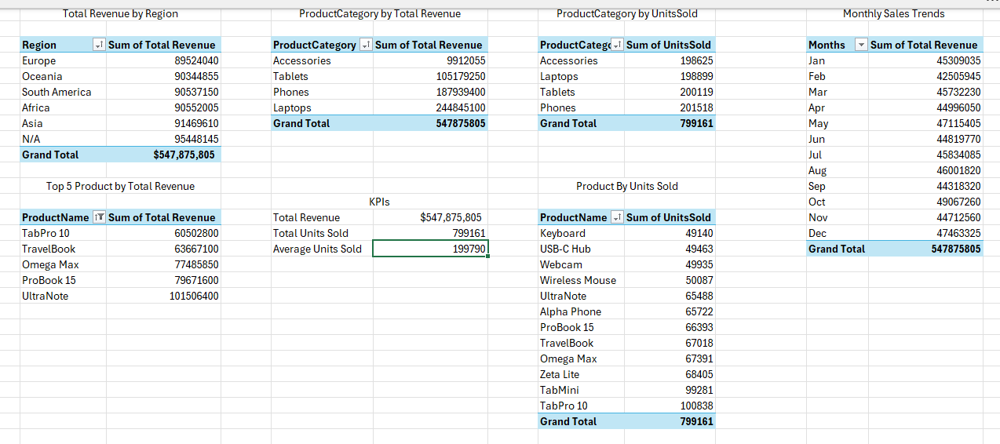 Total Revenue by Region
Region Sum of Total Revenue
Europe 89524040
Oceania 90344855
South America 90537150
Africa 90552005
Asia 91469610
N/A 95448145
Grand Total $547,875,805
ProductCategory by Total Revenue
ProductCategory Sum of Total Revenue
Accessories 9912055
Tablets 105179250
Phones 187939400
Laptops 244845100
Grand Total 547875805
ProductCategory by UnitsSold
ProductCateg Sum of UnitsSold
Accessories 198625
Laptops 198899
Tablets 200119
Phones 201518
Grand Total 799161
Monthly Sales Trends
Months Sum of Total Revenue
Jan 45309035
Feb 42505945
Mar 45732230
Apr 44996050
May 47115405
Jun 44819770
Jul 45834085
Aug 46001820
Sep 44318320
Oct 49067260
Nov 44712560
Dec 47463325
Grand Total 547875805
Top 5 Product by Total Revenue
ProductName Sum of Total Revenue
TabPro 10 60502800
TravelBook 63667100
Omega Max 77485800
ProBook 15 79671600
UltraNote 101506400
KPIs
Total Revenue $547,875,805
Total Units Sold 799161
Average Units Sold 199790
Product By Units Sold
ProductName Sum of UnitsSold
Keyboard 49140
USB-C Hub 49463
Webcam 49935
Wireless Mouse 50087
UltraNote 65488
Alpha Phone 65722
ProBook 15 66393
TravelBook 67018
Omega Max 67391
Zeta Lite 68405
TabMini 99281
TabPro 10 100838
Grand Total 799161